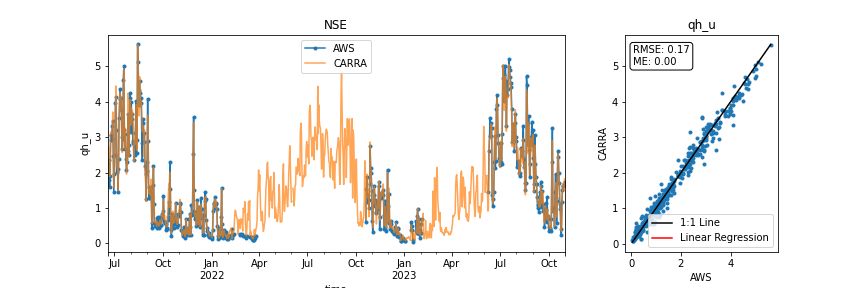 NSE
AWS
CARRA
qh_u
5
4
3
2
1
0
Jul
Oct
Jan
2022
Apr
Jul
Oct
Jan
2023
Apr
Jul
Oct
qh_u
RMSE: 0.17
ME: 0.00
CARRA
5
4
3
2
1
0
1:1 Line
Linear Regression
0
2
4
AWS